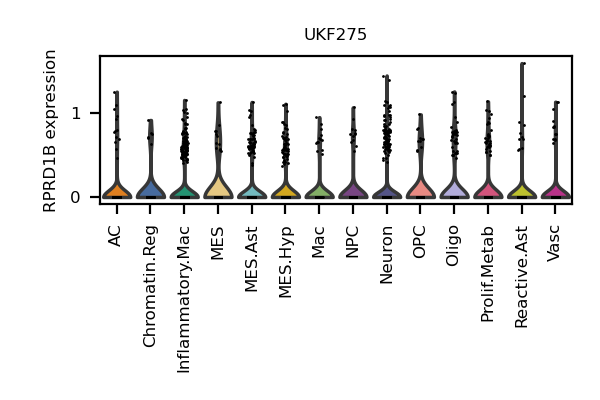 UKF275
RPRD1B expression
1
0
AC
Chromatin.Reg
Inflammatory.Mac
MES
MES.Ast
MES.Hyp
Mac
NPC
Neuron
OPC
Oligo
Prolif.Metab
Reactive.Ast
Vasc